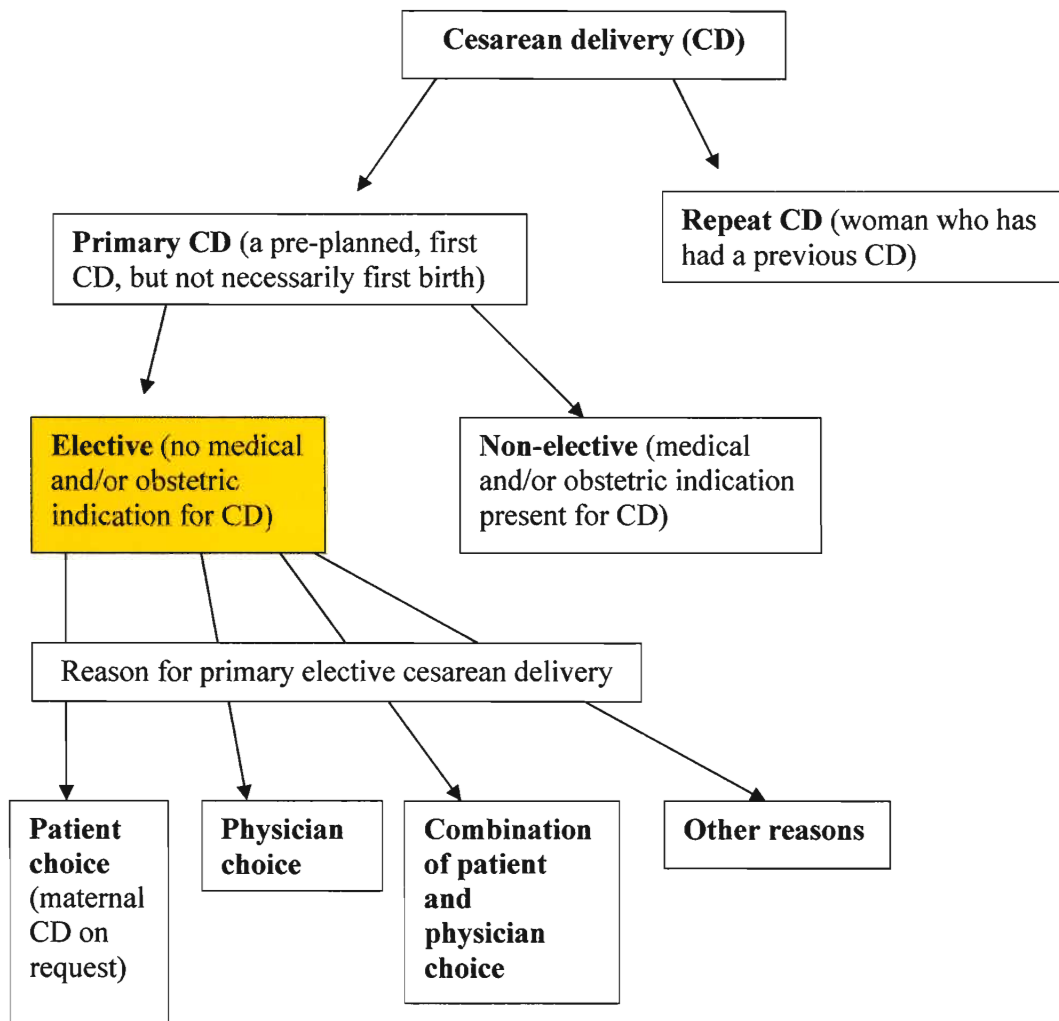 Cesarean delivery (CD)
Primary CD (a pre-planned, first
CD, but not necessarily first birth)
Repeat CD (woman who has
had a previous CD)
Elective (no medical
and/or obstetric
indication for CD)
Non-elective (medical
and/or obstetric indication
present for CD)
Reason for primary elective cesarean delivery
Patient
choice
(maternal
CD on
request)
Physician
choice
Combination
of patient
and
physician
choice
Other reasons